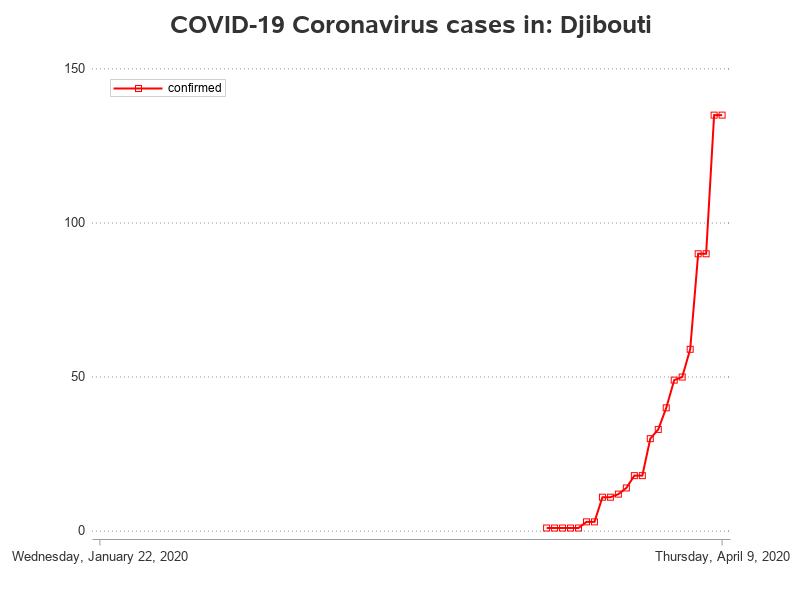 COVID-19 Coronavirus cases in: Djibouti
150
confirmed
100
50
0
Wednesday, January 22, 2020
Thursday, April 9, 2020